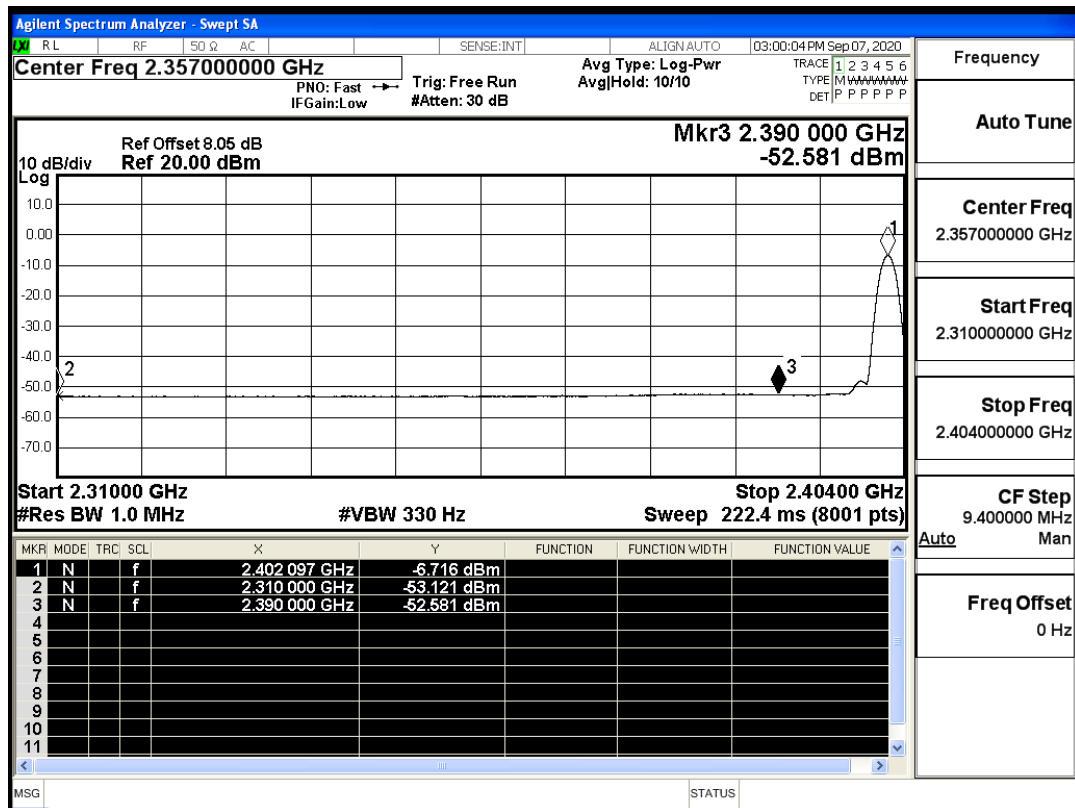 Agilent Spectrum Analyzer - Swept SA
LXI RL RF 50 Ω AC SENSE:INT ALIGN AUTO 03:00:04 PM Sep 07, 2020
Center Freq 2.357000000 GHz
PNO: Fast
IFGain:Low
Trig: Free Run
#Atten: 30 dB
Avg Type: Log-Pwr
Avg|Hold: 10/10
TRACE 1 2 3 4 5 6
TYPE M
DET P P P P P P
Ref Offset 8.05 dB
10 dB/div Ref 20.00 dBm
Log
Mkr3 2.390 000 GHz
-52.581 dBm
10.0
0.00
-10.0
-20.0
-30.0
-40.0
-50.0
-60.0
-70.0
1
2
3
Start 2.31000 GHz Stop 2.40400 GHz
#Res BW 1.0 MHz #VBW 330 Hz Sweep 222.4 ms (8001 pts)
MKR MODE TRC SCL X Y FUNCTION FUNCTION WIDTH FUNCTION VALUE
1 N f 2.402 097 GHz -6.716 dBm
2 N f 2.310 000 GHz -53.121 dBm
3 N f 2.390 000 GHz -52.581 dBm
4
5
6
7
8
9
10
11
MSG STATUS
Frequency
Auto Tune
Center Freq
2.357000000 GHz
Start Freq
2.310000000 GHz
Stop Freq
2.404000000 GHz
CF Step
9.400000 MHz
Auto Man
Freq Offset
0 Hz